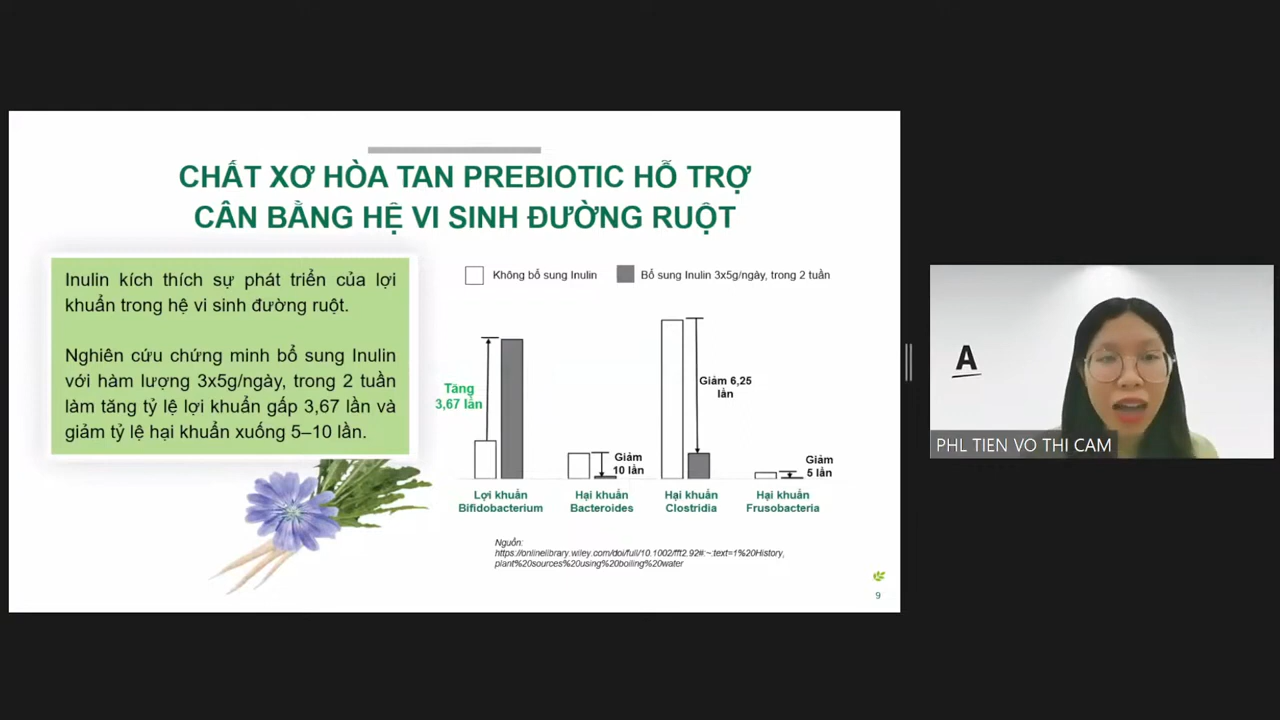 CHẤT XƠ HÒA TAN PREBIOTIC HỖ TRỢ
CÂN BẰNG HỆ VI SINH ĐƯỜNG RUỘT
Inulin kích thích sự phát triển của lợi
khuẩn trong hệ vi sinh đường ruột.
Nghiên cứu chứng minh bổ sung Inulin
với hàm lượng 3x5g/ngày, trong 2 tuần
làm tăng tỷ lệ lợi khuẩn gấp 3,67 lần và
giảm tỷ lệ hại khuẩn xuống 5–10 lần.
Không bổ sung Inulin
Bổ sung Inulin 3x5g/ngày, trong 2 tuần
Tăng
3,67 lần
Giảm
10 lần
Giảm 6,25
lần
Giảm
5 lần
Lợi khuẩn
Bifidobacterium
Hại khuẩn
Bacteroides
Hại khuẩn
Clostridia
Hại khuẩn
Frusobacteria
Nguồn:
https://onlinelibrary.wiley.com/doi/full/10.1002/fft2.92#:~:text=1%20History,
plant%20sources%20using%20boiling%20water
9
A
PHL TIEN VO THI CAM